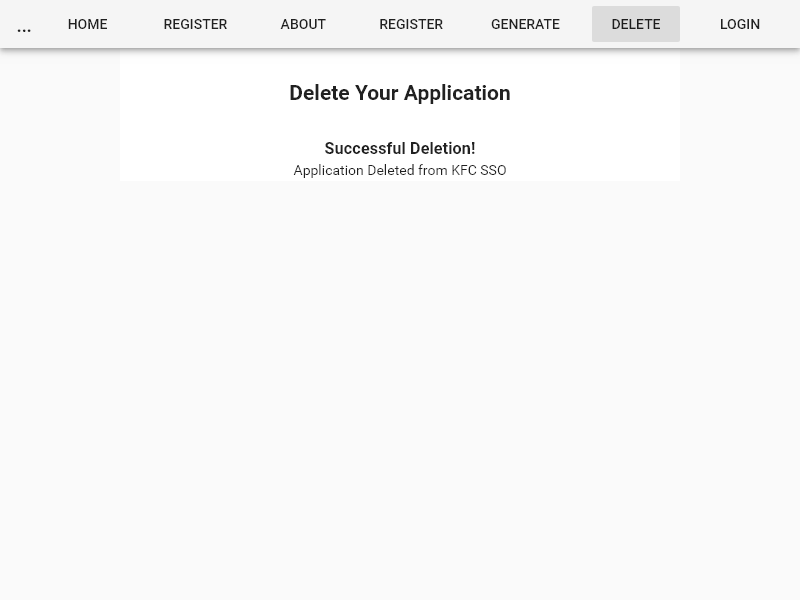 ... HOME REGISTER ABOUT REGISTER GENERATE DELETE LOGIN
Delete Your Application
Successful Deletion!
Application Deleted from KFC SSO